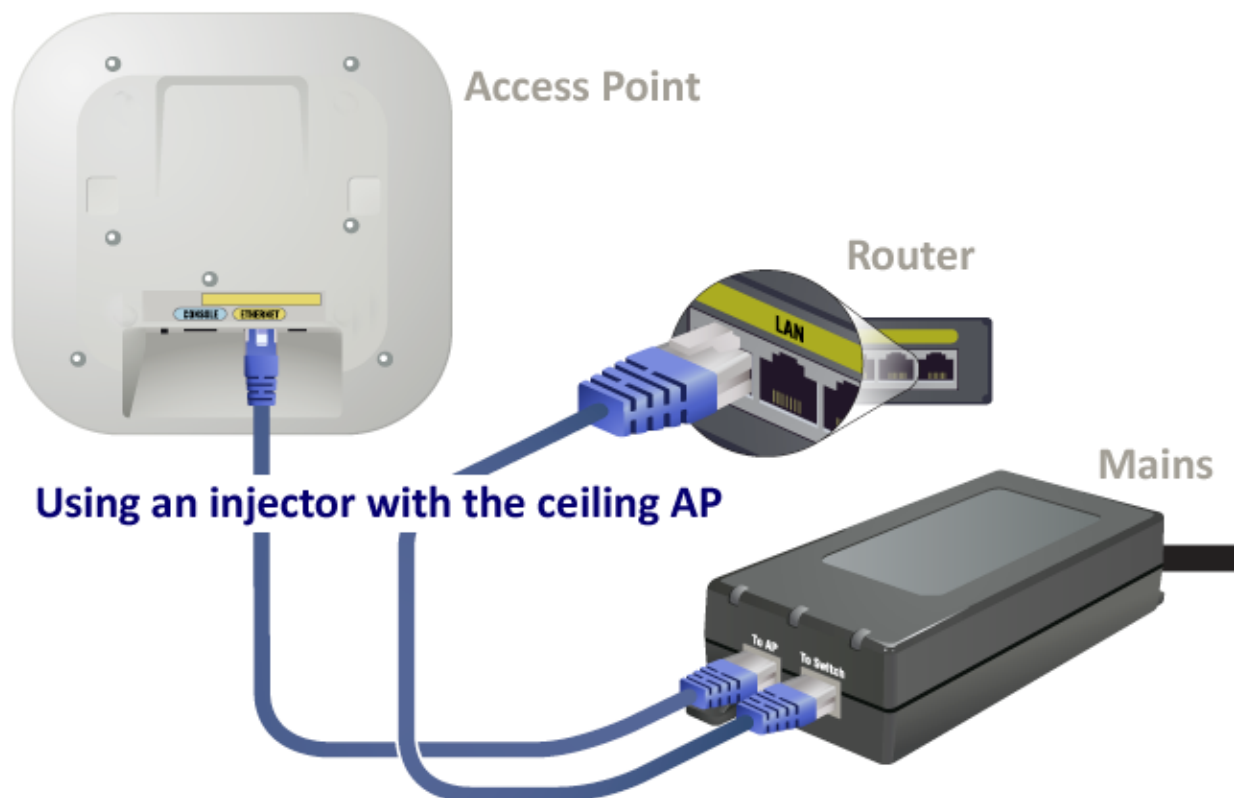 Access Point
Router
LAN
CONSOLE
ETHERNET
Using an injector with the ceiling AP
Mains
To AP
To Switch